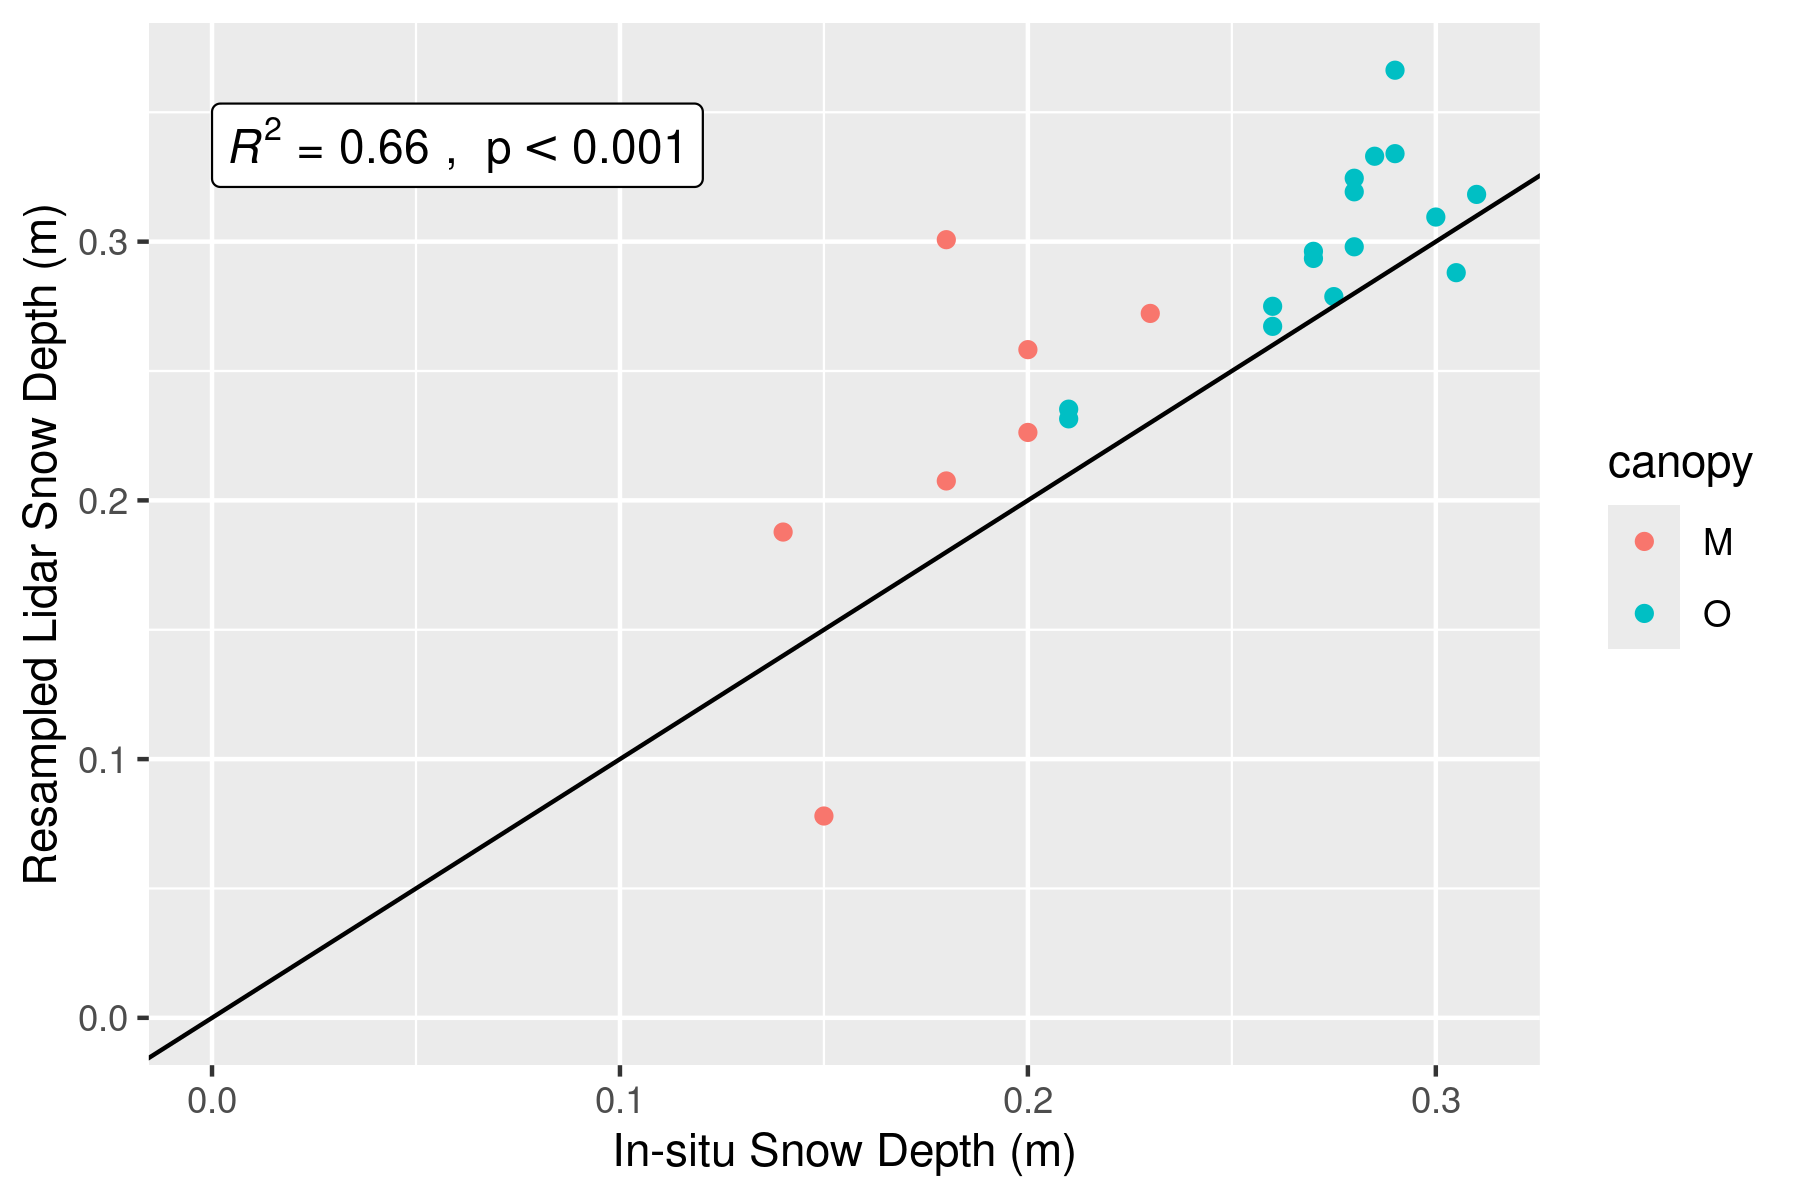 R² = 0.66 , p < 0.001
Resampled Lidar Snow Depth (m)
0.3
0.2
0.1
0.0
0.0 0.1 0.2 0.3
In-situ Snow Depth (m)
canopy
M
O